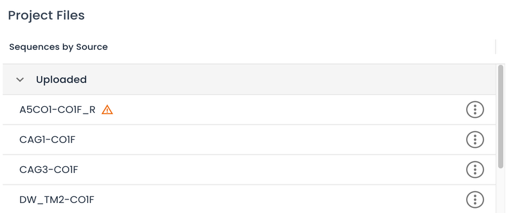 Project Files
Sequences by Source
Uploaded
A5CO1-CO1F_R
CAG1-CO1F
CAG3-CO1F
DW_TM2-CO1F